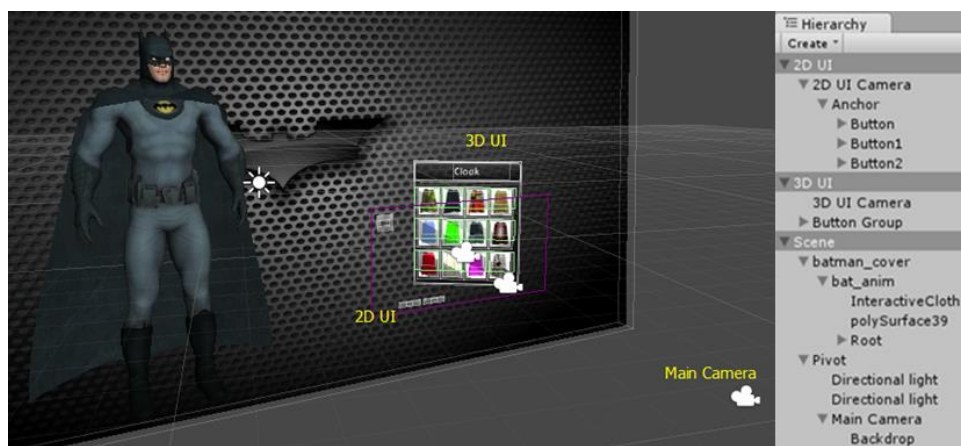 3D UI
Cloak
2D UI
Main Camera
Hierarchy
Create
2D UI
2D UI Camera
Anchor
Button
Button1
Button2
3D UI
3D UI Camera
Button Group
Scene
batman_cover
bat_anim
InteractiveCloth
polySurface39
Root
Pivot
Directional light
Directional light
Main Camera
Backdrop